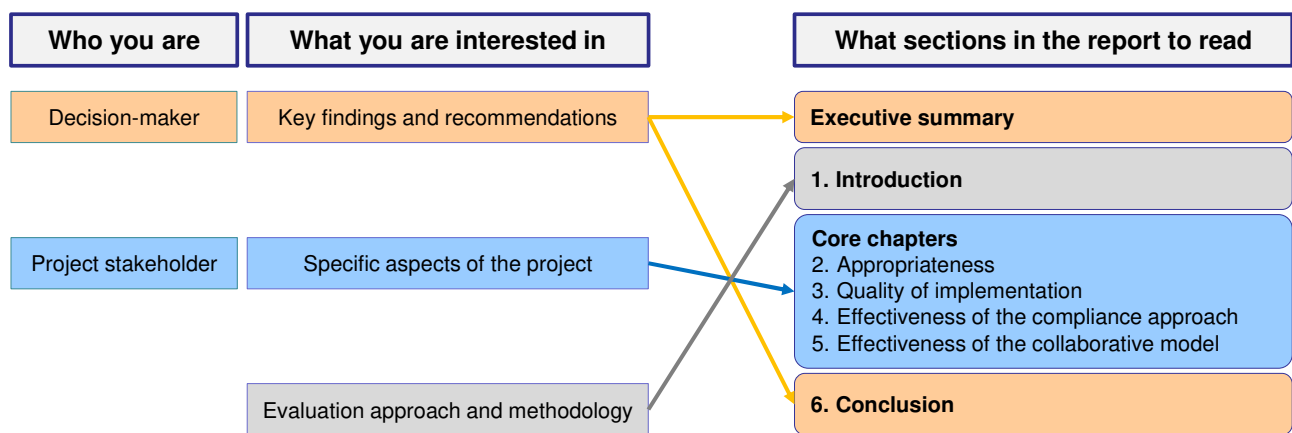 Who you are
What you are interested in
What sections in the report to read
Decision-maker
Key findings and recommendations
Executive summary
1. Introduction
Project stakeholder
Specific aspects of the project
Core chapters
2. Appropriateness
3. Quality of implementation
4. Effectiveness of the compliance approach
5. Effectiveness of the collaborative model
Evaluation approach and methodology
6. Conclusion